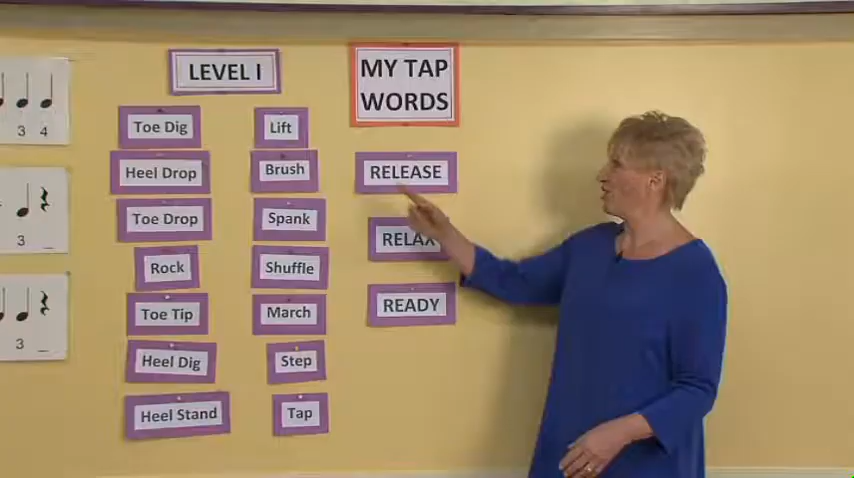 3 4
3
3
LEVEL I
Toe Dig
Heel Drop
Toe Drop
Rock
Toe Tip
Heel Dig
Heel Stand
Lift
Brush
Spank
Shuffle
March
Step
Tap
MY TAP
WORDS
RELEASE
RELAX
READY